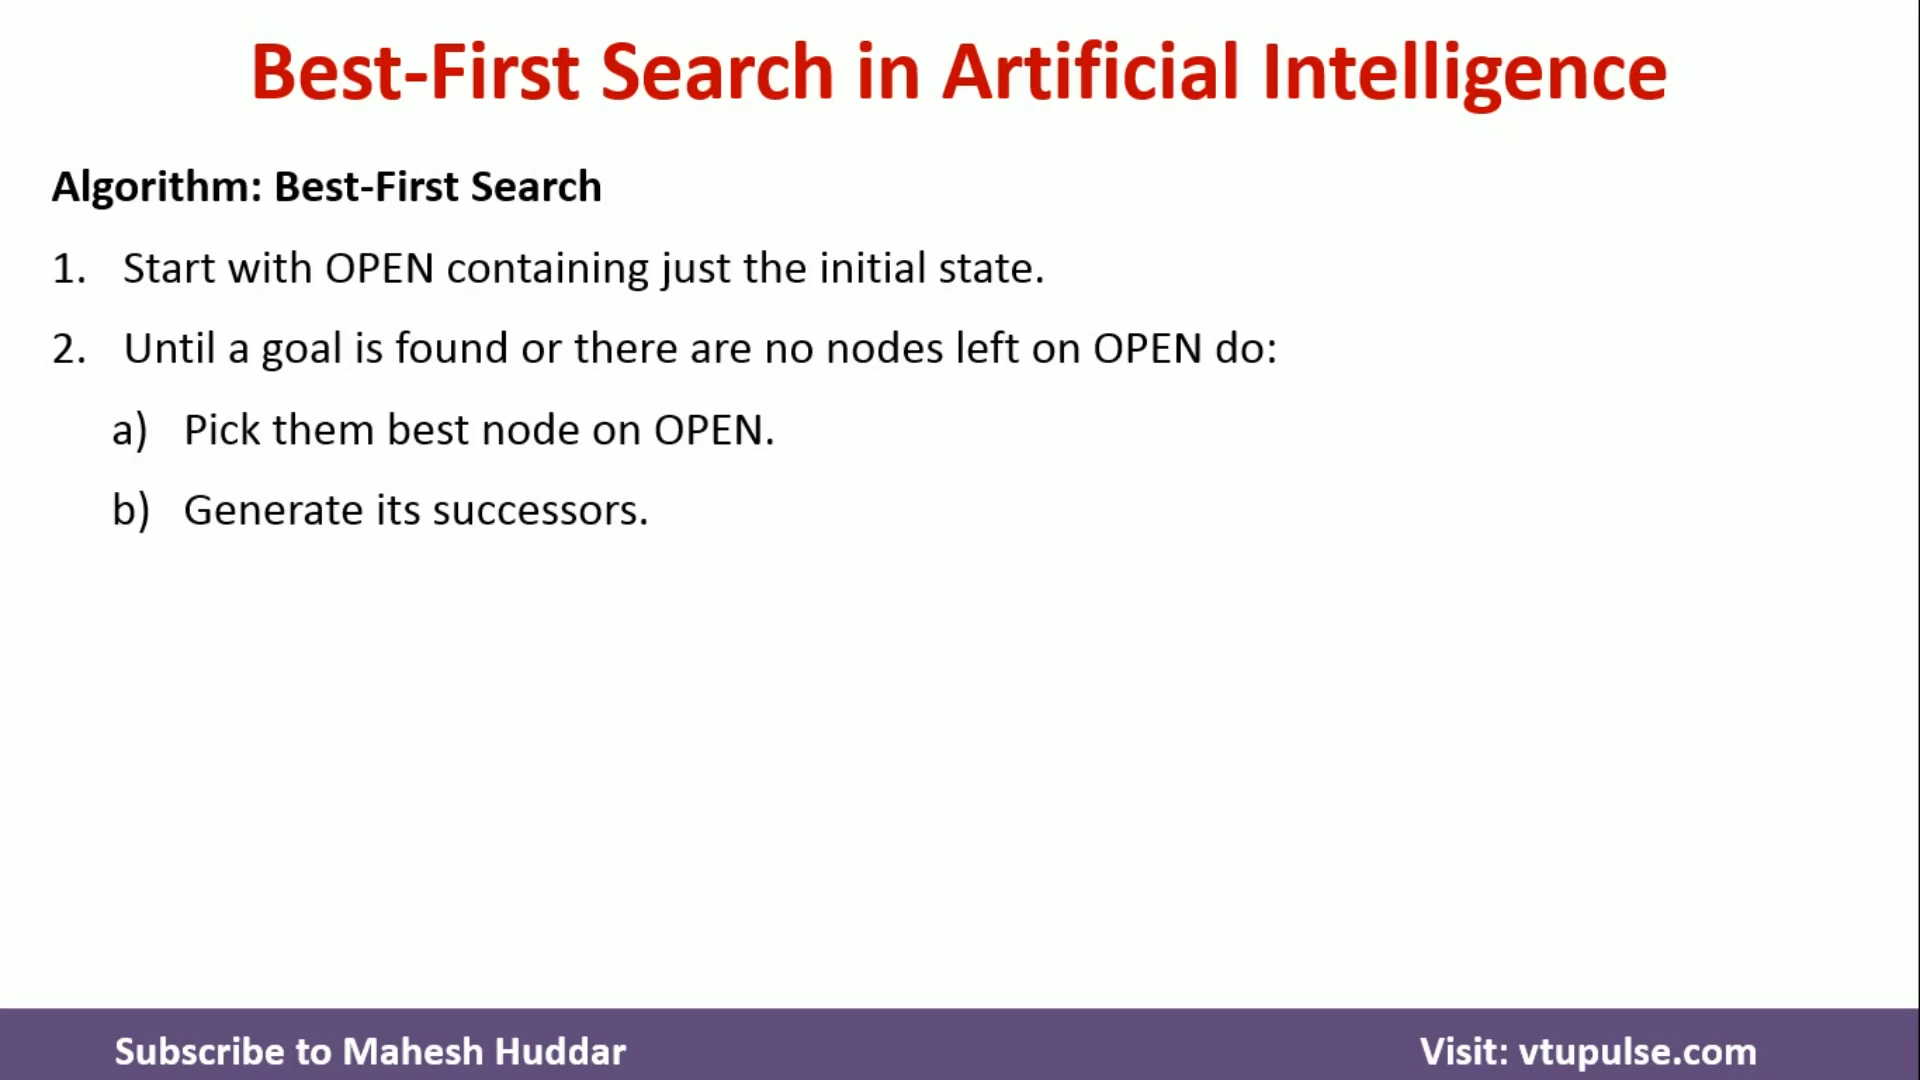 Best-First Search in Artificial Intelligence
Algorithm: Best-First Search
1. Start with OPEN containing just the initial state.
2. Until a goal is found or there are no nodes left on OPEN do:
a) Pick them best node on OPEN.
b) Generate its successors.
Subscribe to Mahesh Huddar
Visit: vtupulse.com